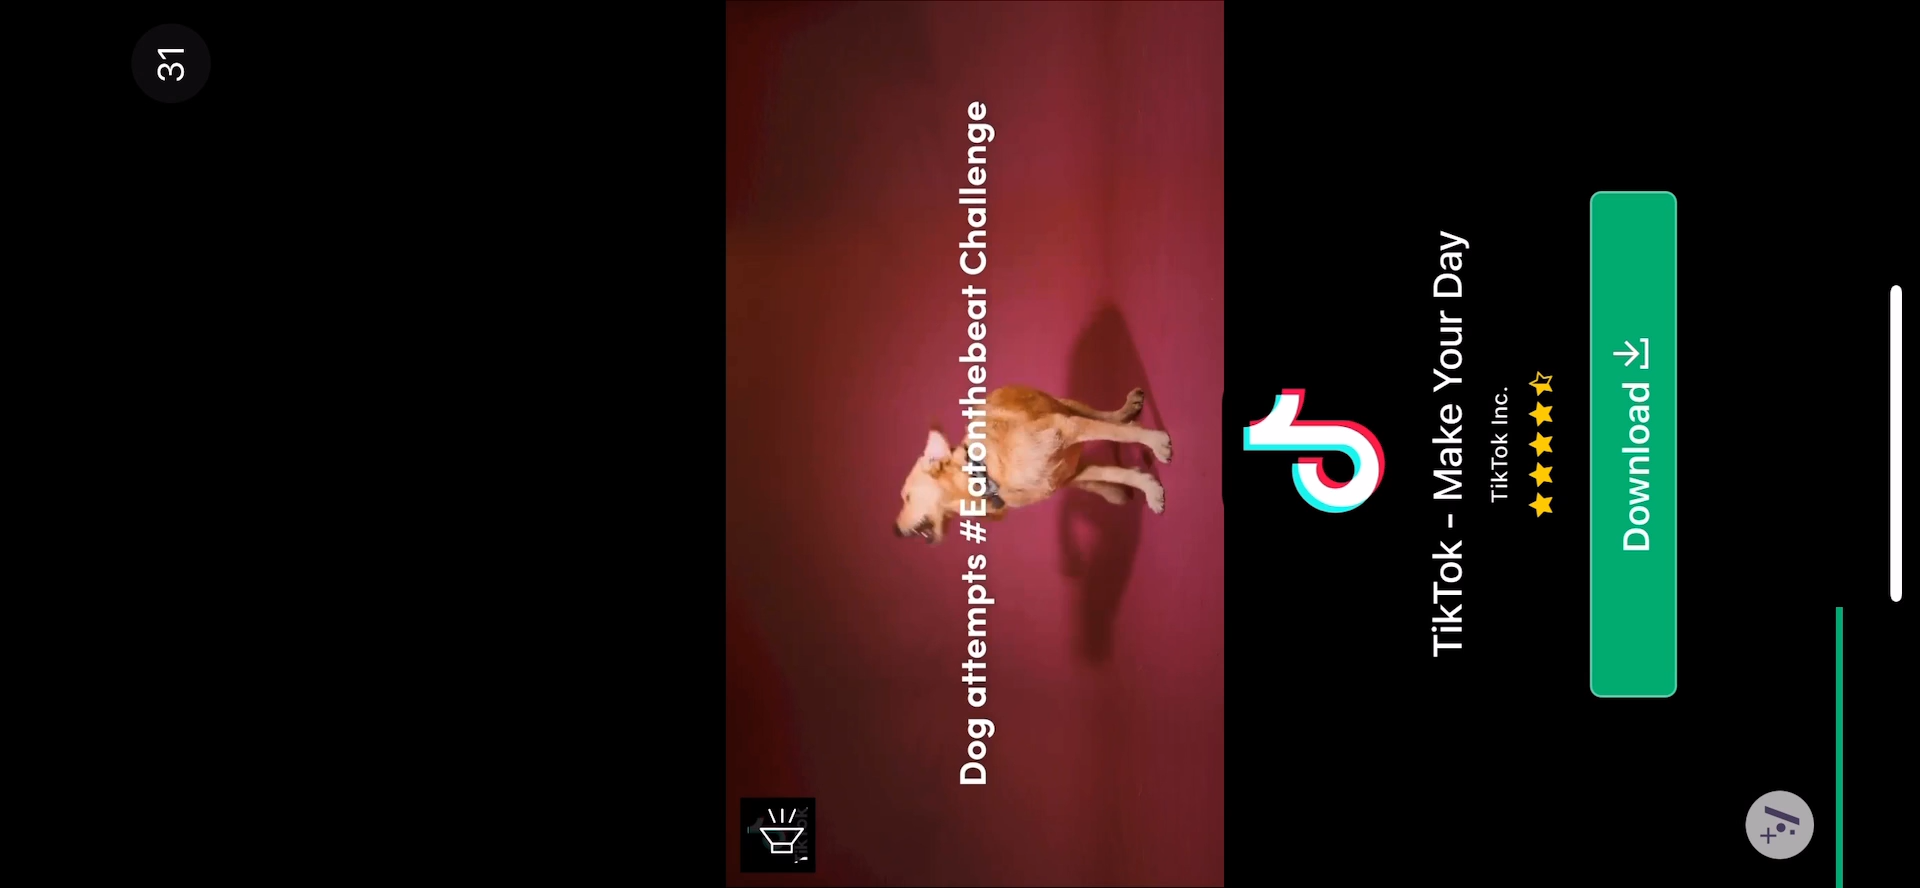 31
Dog attempts #Eatonthebeat Challenge
TikTok - Make Your Day
TikTok Inc.
Download